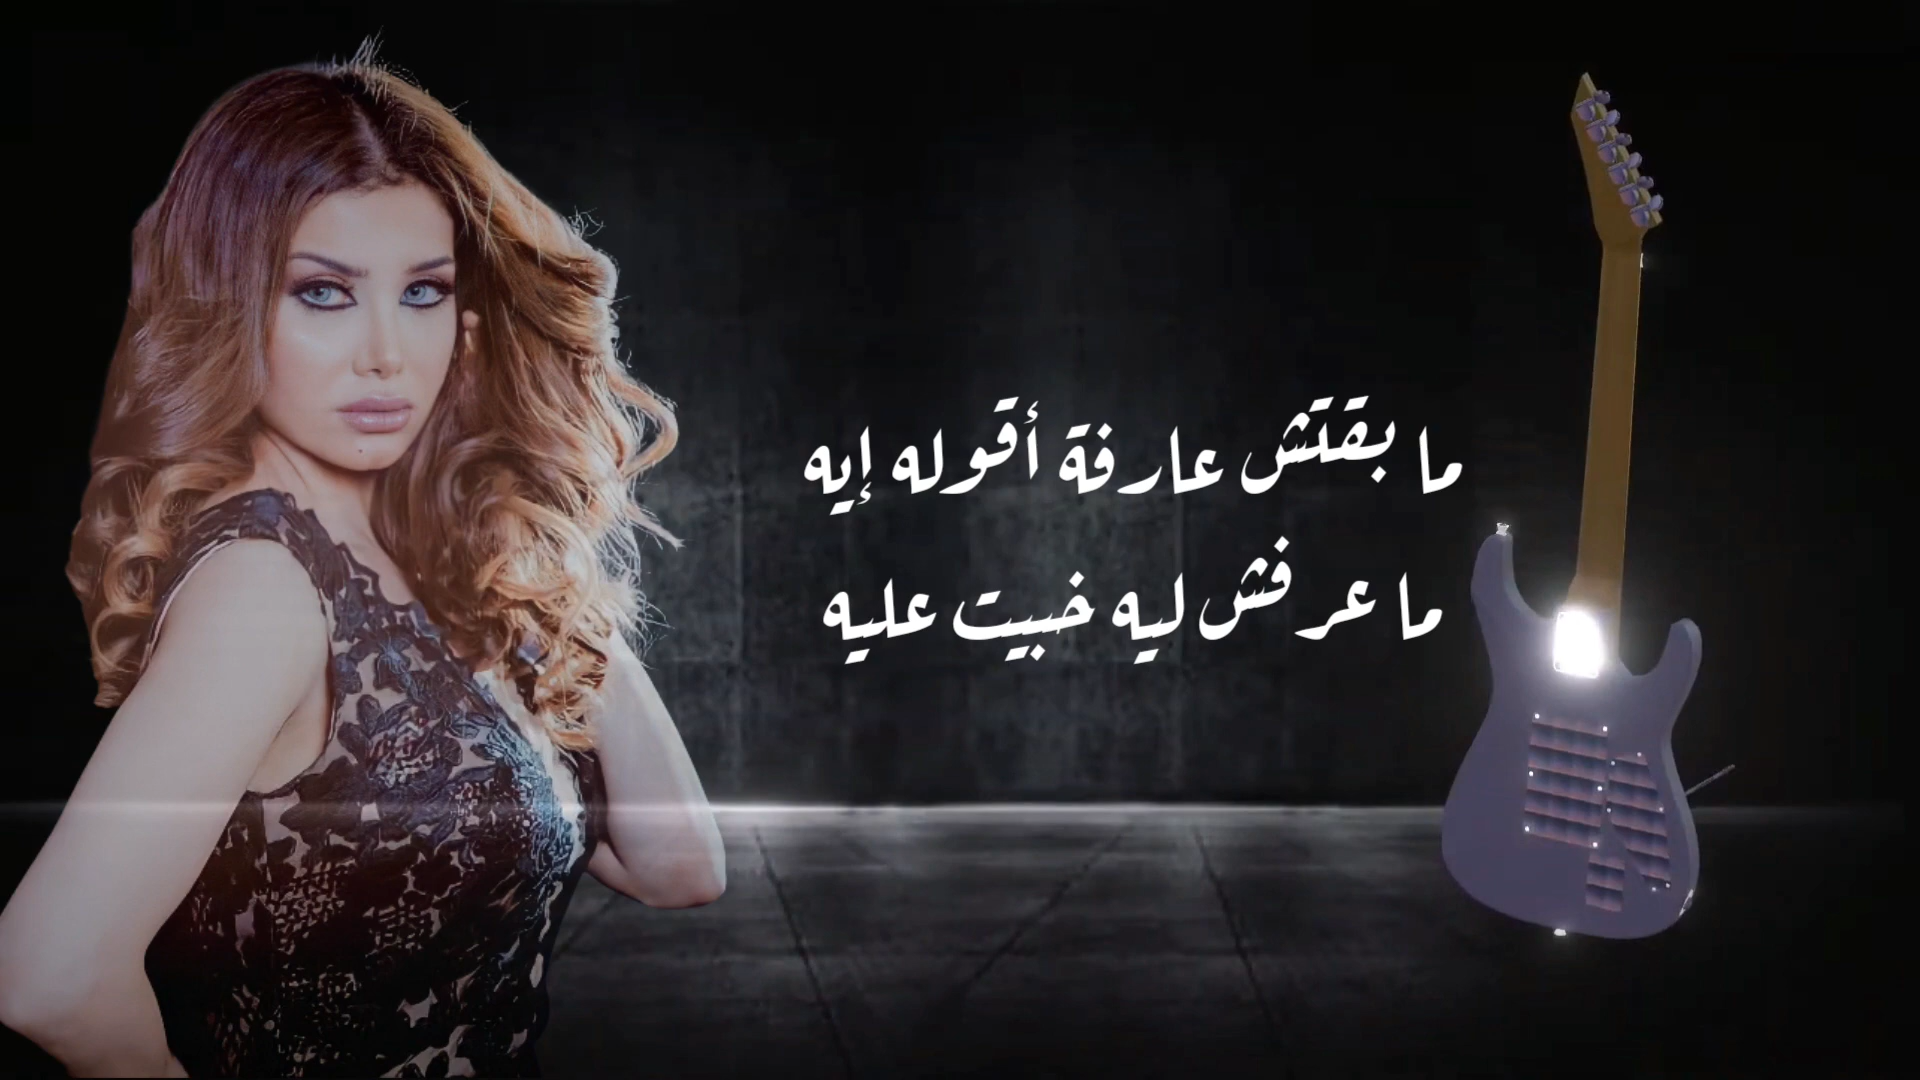 ما بقتش عارفة أقوله إيه
ما عرفش ليه خبيت عليه